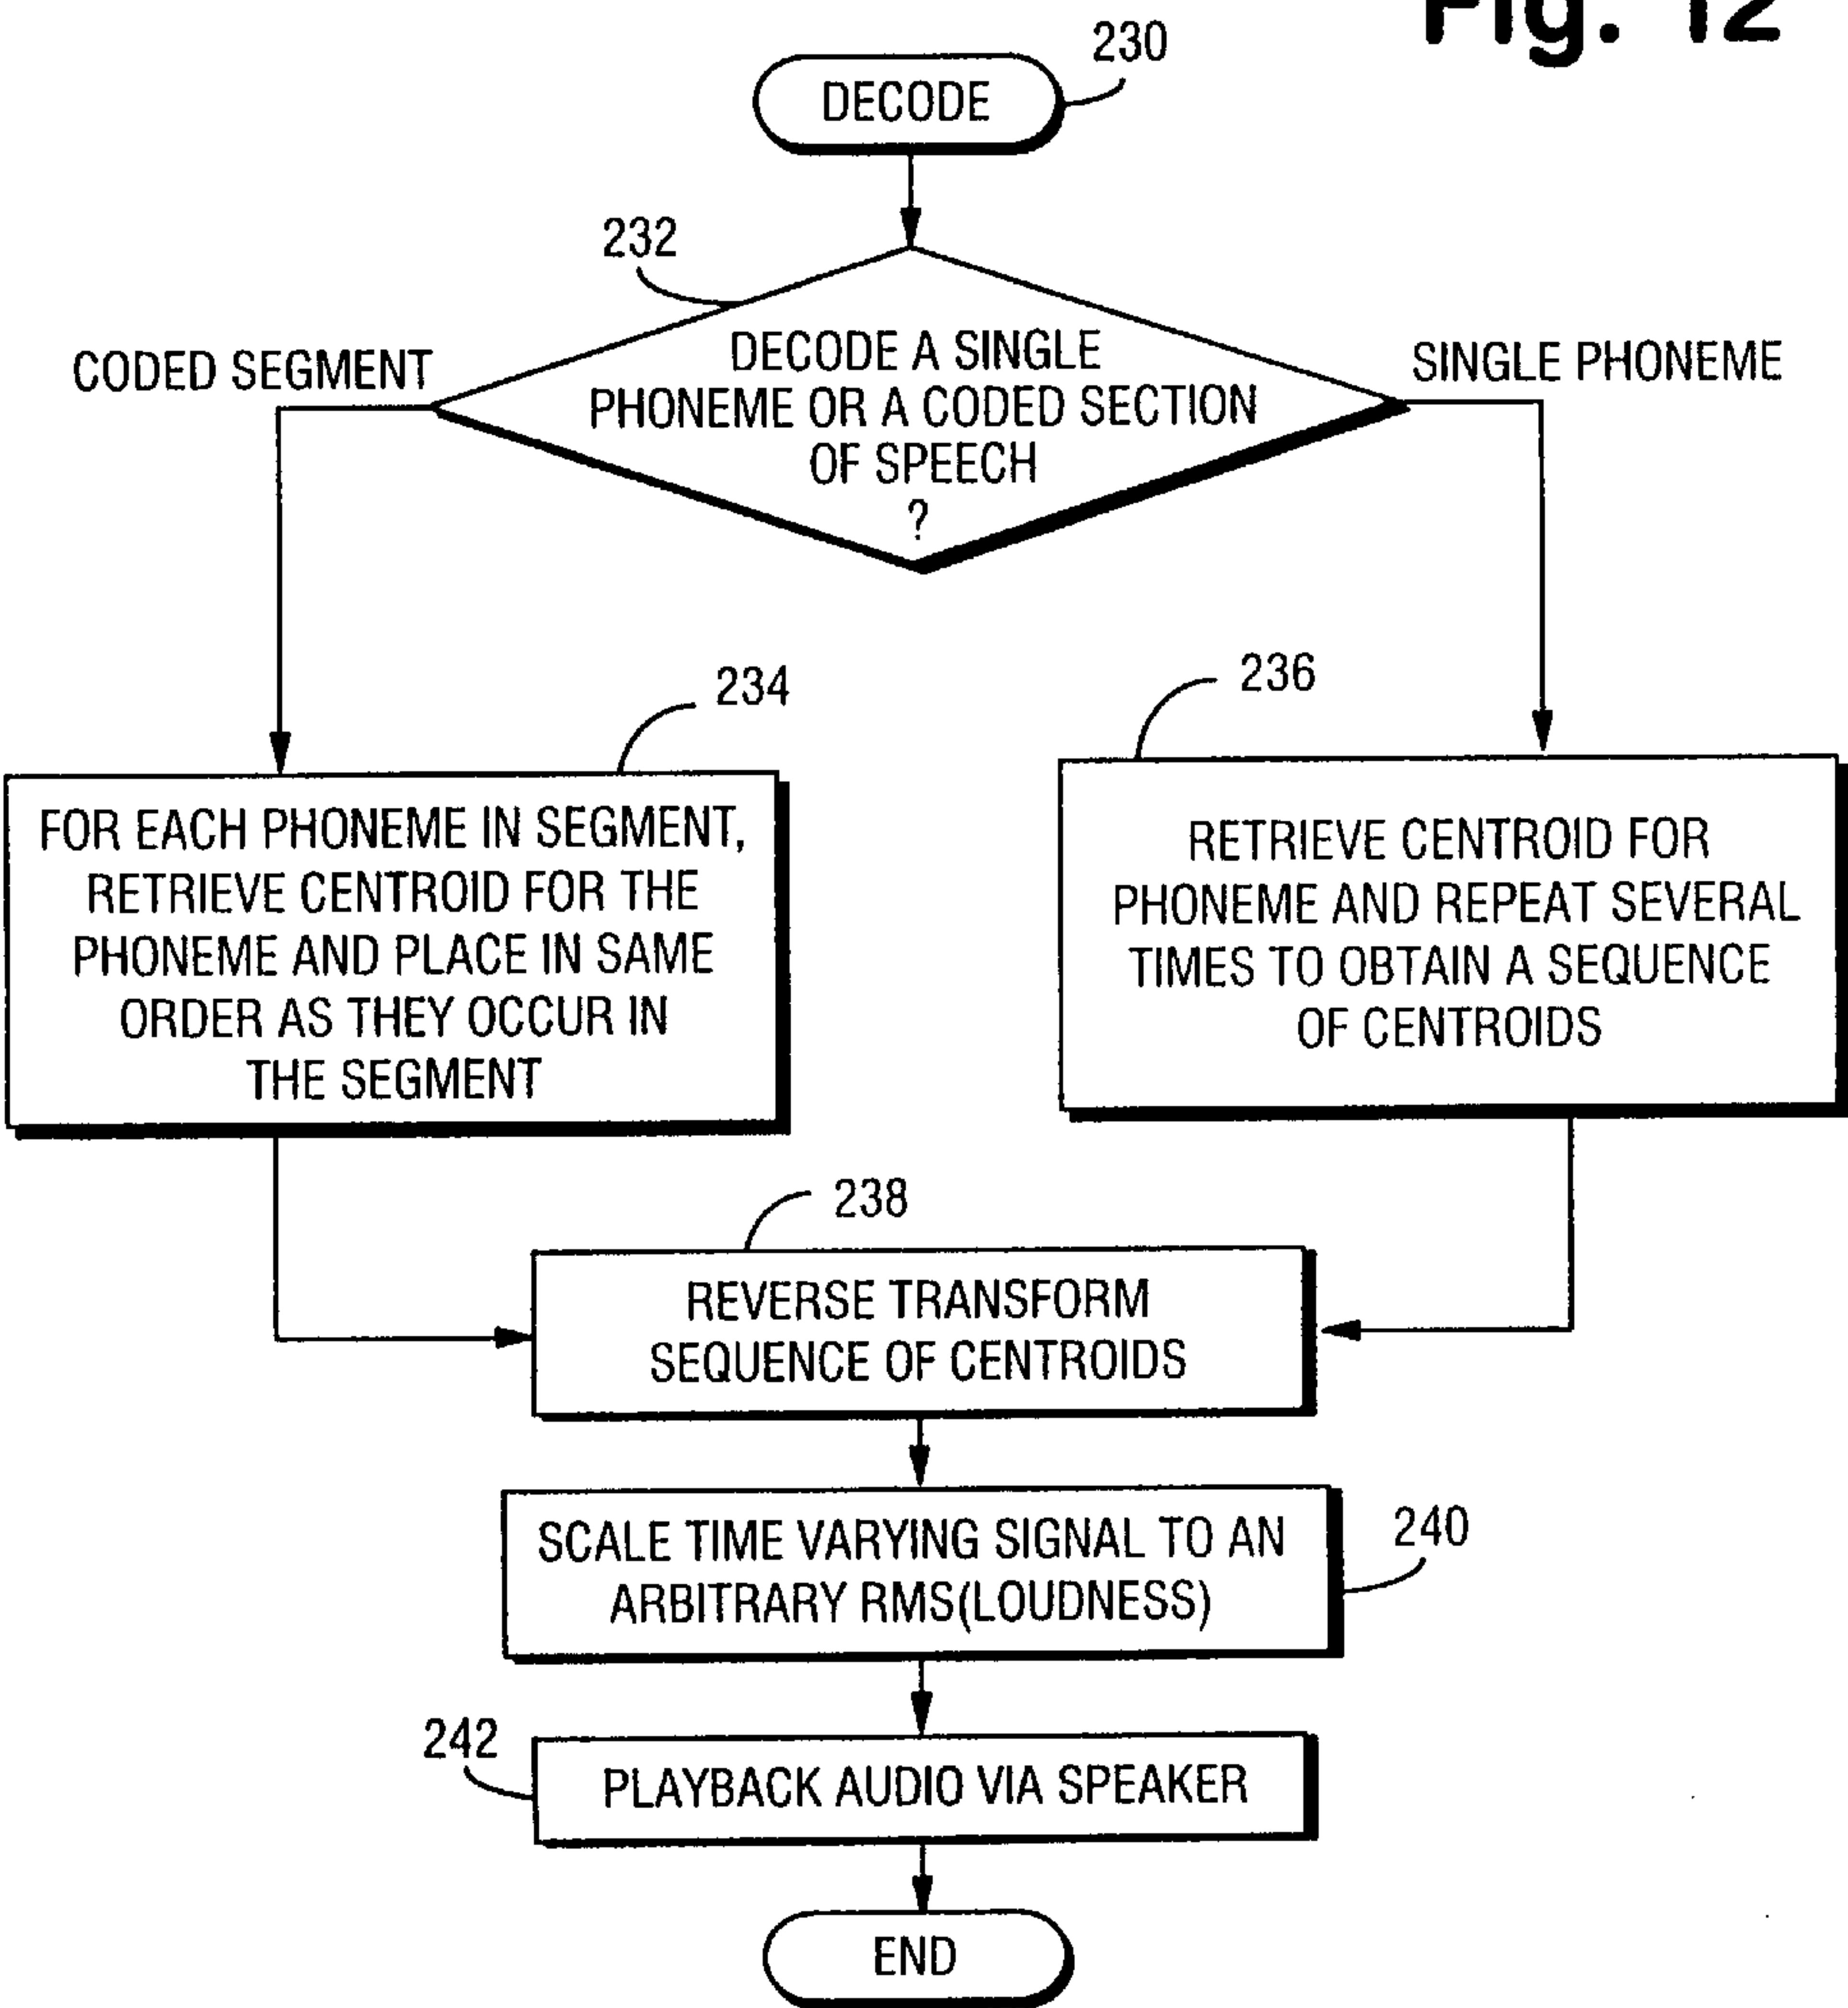 Fig. 12
230
DECODE
232
DECODE A SINGLE
PHONEME OR A CODED SECTION
OF SPEECH
?
CODED SEGMENT
SINGLE PHONEME
234
FOR EACH PHONEME IN SEGMENT,
RETRIEVE CENTROID FOR THE
PHONEME AND PLACE IN SAME
ORDER AS THEY OCCUR IN
THE SEGMENT
236
RETRIEVE CENTROID FOR
PHONEME AND REPEAT SEVERAL
TIMES TO OBTAIN A SEQUENCE
OF CENTROIDS
238
REVERSE TRANSFORM
SEQUENCE OF CENTROIDS
SCALE TIME VARYING SIGNAL TO AN
ARBITRARY RMS(LOUDNESS)
240
242
PLAYBACK AUDIO VIA SPEAKER
END